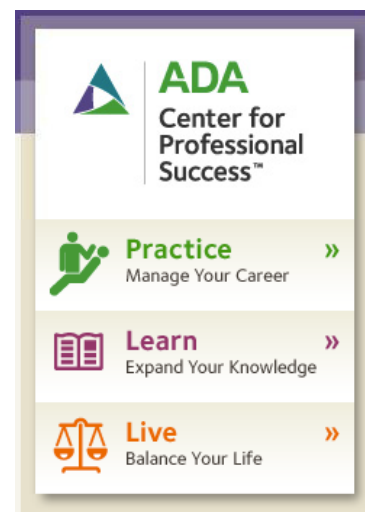 ADA
Center for
Professional
Success™
Practice »
Manage Your Career
Learn »
Expand Your Knowledge
Live »
Balance Your Life